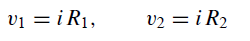 v₁ = i R₁,    v₂ = i R₂